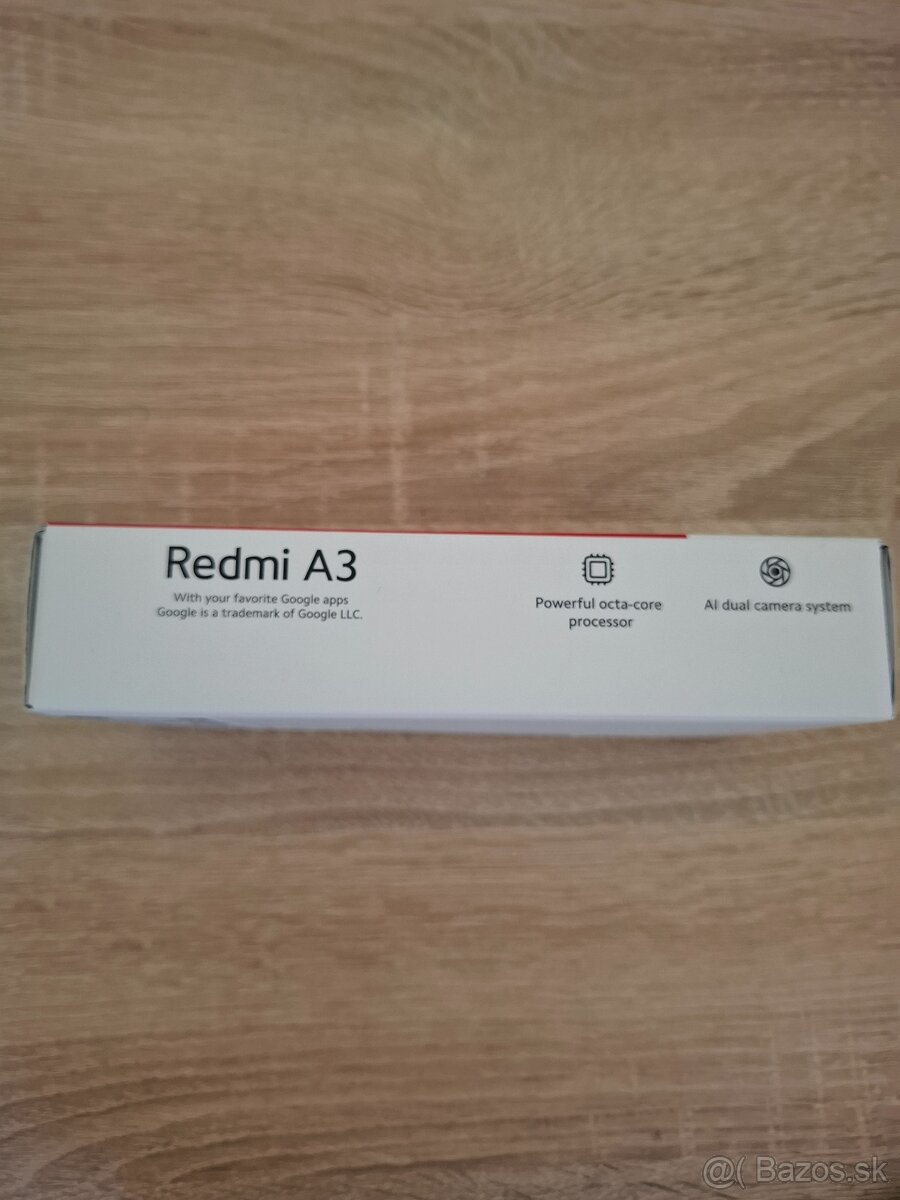 Redmi A3
With your favorite Google apps
Google is a trademark of Google LLC.
Powerful octa-core
processor
AI dual camera system
@( Bazos.sk